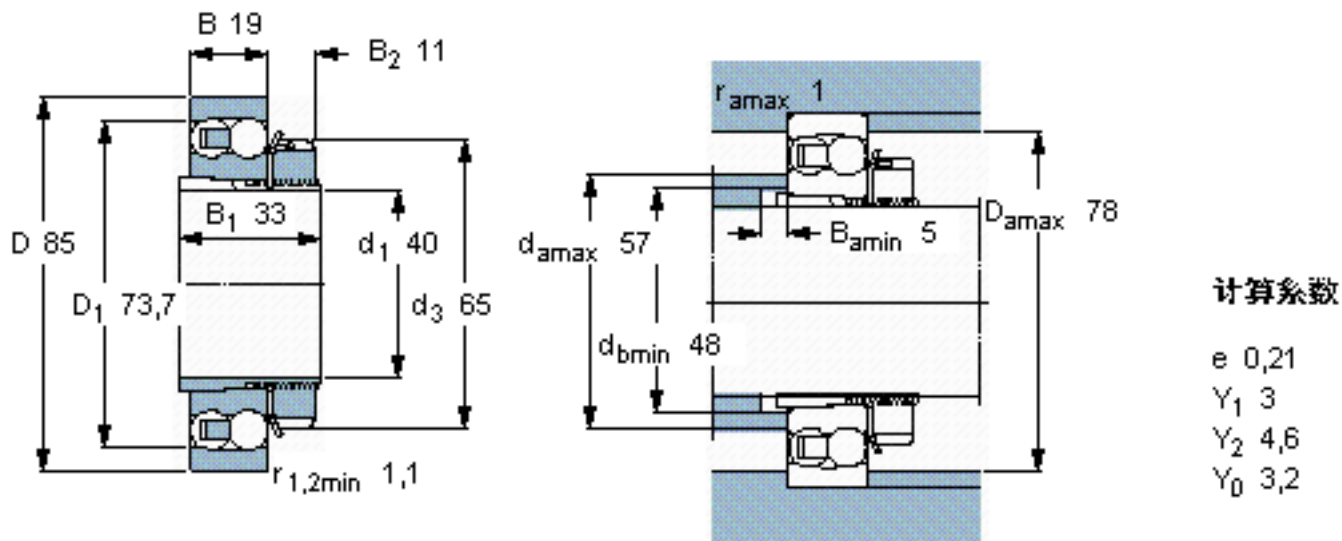 B 19
B2 11
D 85
D1 73,7
B1 33
d1 40
d3 65
r1,2min 1,1
ramax 1
damax 57
dbmin 48
Bamin 5
Damax 78
计算系数
e 0,21
Y1 3
Y2 4,6
Y0 3,2